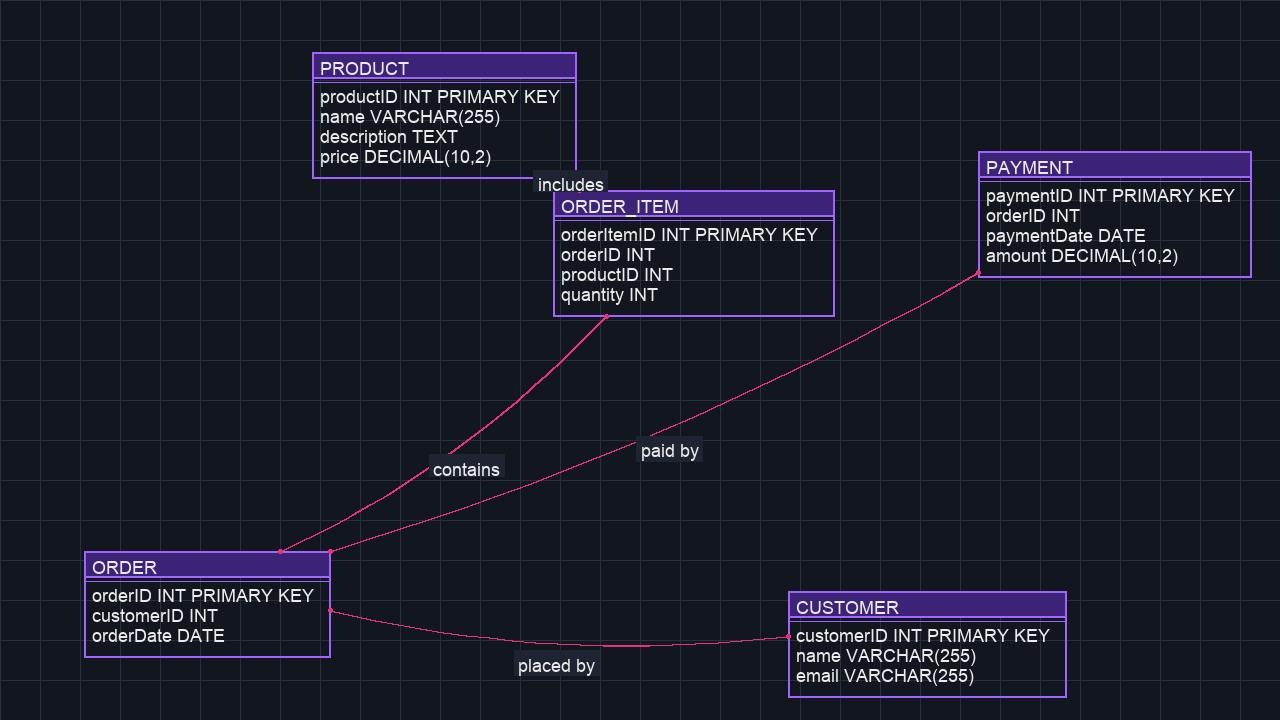 PRODUCT
productID INT PRIMARY KEY
name VARCHAR(255)
description TEXT
price DECIMAL(10,2)
includes
ORDER_ITEM
orderItemID INT PRIMARY KEY
orderID INT
productID INT
quantity INT
PAYMENT
paymentID INT PRIMARY KEY
orderID INT
paymentDate DATE
amount DECIMAL(10,2)
contains
paid by
ORDER
orderID INT PRIMARY KEY
customerID INT
orderDate DATE
placed by
CUSTOMER
customerID INT PRIMARY KEY
name VARCHAR(255)
email VARCHAR(255)